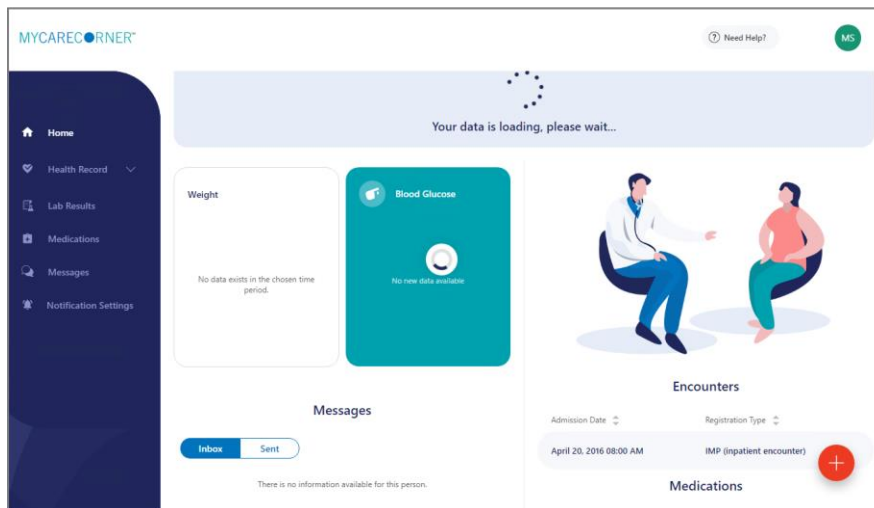 MYCARECORNER™
Need Help?
MS
Home
Health Record
Lab Results
Medications
Messages
Notification Settings
Your data is loading, please wait...
Weight
No data exists in the chosen time
period.
Blood Glucose
No new data available
Messages
Inbox Sent
There is no information available for this person.
Encounters
Admission Date Registration Type
April 20, 2016 08:00 AM IMP (inpatient encounter)
Medications